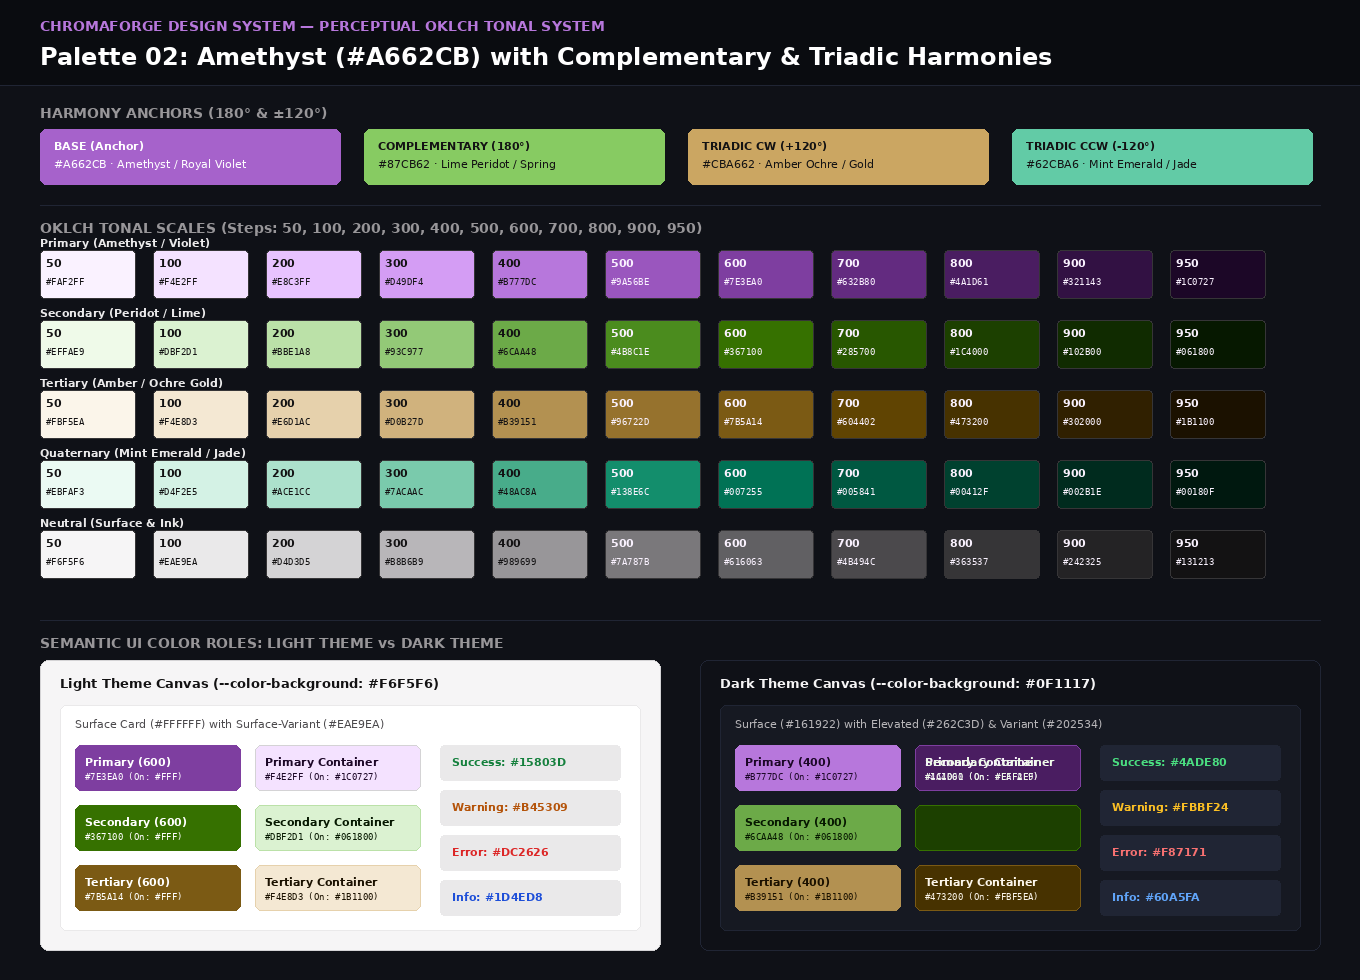 CHROMAFORGE DESIGN SYSTEM — PERCEPTUAL OKLCH TONAL SYSTEM
Palette 02: Amethyst (#A662CB) with Complementary & Triadic Harmonies
HARMONY ANCHORS (180° & ±120°)
BASE (Anchor)
#A662CB · Amethyst / Royal Violet
COMPLEMENTARY (180°)
#87CB62 · Lime Peridot / Spring
TRIADIC CW (+120°)
#CBA662 · Amber Ochre / Gold
TRIADIC CCW (-120°)
#62CBA6 · Mint Emerald / Jade
OKLCH TONAL SCALES (Steps: 50, 100, 200, 300, 400, 500, 600, 700, 800, 900, 950)
Primary (Amethyst / Violet)
50 100 200 300 400 500 600 700 800 900 950
#FAF2FF #F4E2FF #E8C3FF #D49DF4 #B777DC #9A56BE #7E3EA0 #632B80 #4A1D61 #321143 #1C0727
Secondary (Peridot / Lime)
50 100 200 300 400 500 600 700 800 900 950
#EFFAE9 #DBF2D1 #BBE1A8 #93C977 #6CAA48 #4B8C1E #367100 #285700 #1C4000 #102B00 #061800
Tertiary (Amber / Ochre Gold)
50 100 200 300 400 500 600 700 800 900 950
#FBF5EA #F4E8D3 #E6D1AC #D0B27D #B39151 #96722D #7B5A14 #604402 #473200 #302000 #1B1100
Quaternary (Mint Emerald / Jade)
50 100 200 300 400 500 600 700 800 900 950
#EBFAF3 #D4F2E5 #ACE1CC #7ACAAC #48AC8A #138E6C #007255 #005841 #00412F #002B1E #00180F
Neutral (Surface & Ink)
50 100 200 300 400 500 600 700 800 900 950
#F6F5F6 #EAE9EA #D4D3D5 #B8B6B9 #989699 #7A787B #616063 #4B494C #363537 #242325 #131213
SEMANTIC UI COLOR ROLES: LIGHT THEME vs DARK THEME
Light Theme Canvas (--color-background: #F6F5F6)
Surface Card (#FFFFFF) with Surface-Variant (#EAE9EA)
Primary (600)
#7E3EA0 (On: #FFF)
Primary Container
#F4E2FF (On: #1C0727)
Success: #15803D
Secondary (600)
#367100 (On: #FFF)
Secondary Container
#DBF2D1 (On: #061800)
Warning: #B45309
Error: #DC2626
Tertiary (600)
#7B5A14 (On: #FFF)
Tertiary Container
#F4E8D3 (On: #1B1100)
Info: #1D4ED8
Dark Theme Canvas (--color-background: #0F1117)
Surface (#161922) with Elevated (#262C3D) & Variant (#202534)
Primary (400)
#B777DC (On: #1C0727)
Container
Success: #4ADE80
Secondary (400)
#6CAA48 (On: #061800)
Warning: #FBBF24
Error: #F87171
Tertiary (400)
#B39151 (On: #1B1100)
Tertiary Container
#473200 (On: #FBF5EA)
Info: #60A5FA